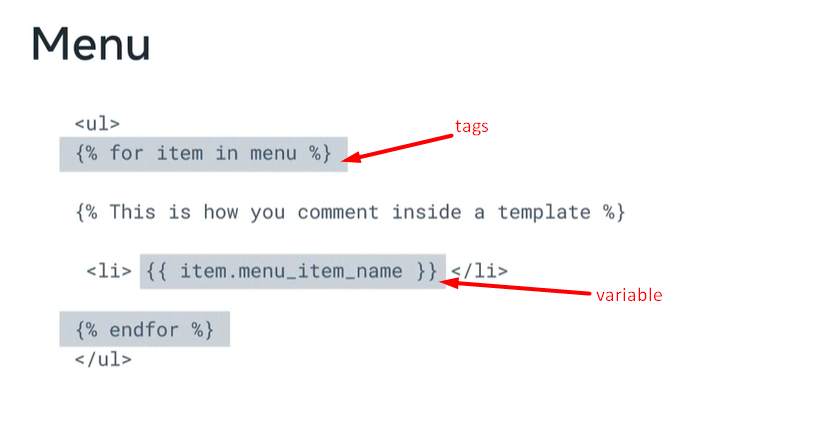 Menu
<ul>
{% for item in menu %}
tags
{% This is how you comment inside a template %}
<li> {{ item.menu_item_name }} </li>
variable
{% endfor %}
</ul>